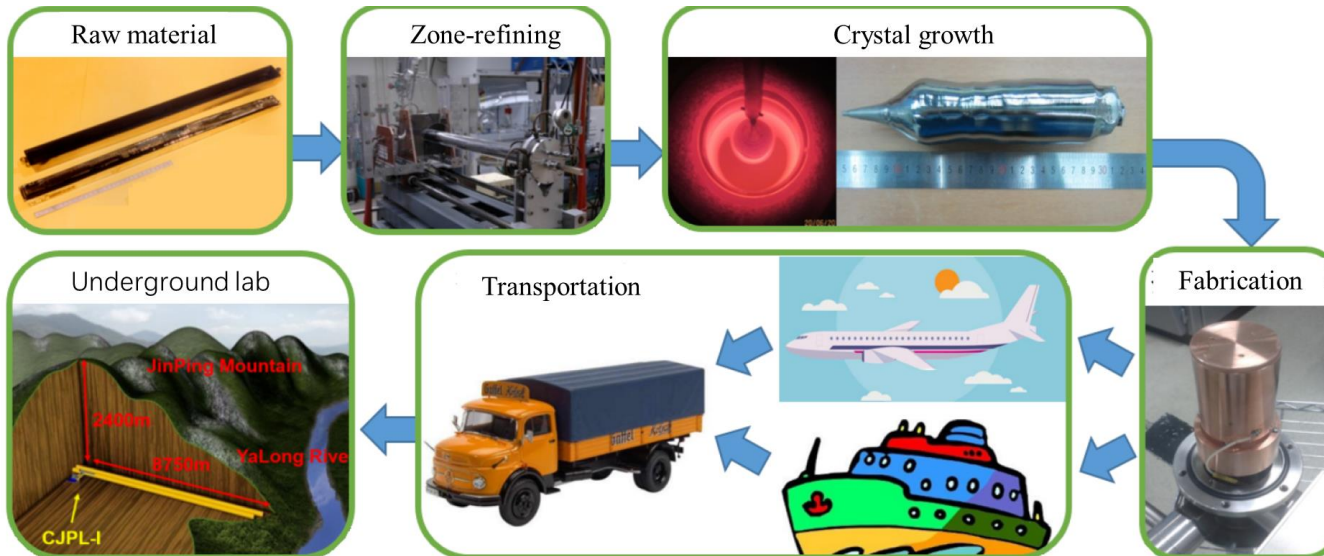 Raw material
Zone-refining
Crystal growth
Fabrication
Transportation
Underground lab
JinPing Mountain
2400m
8750m
YaLong Rive
CJPL-I